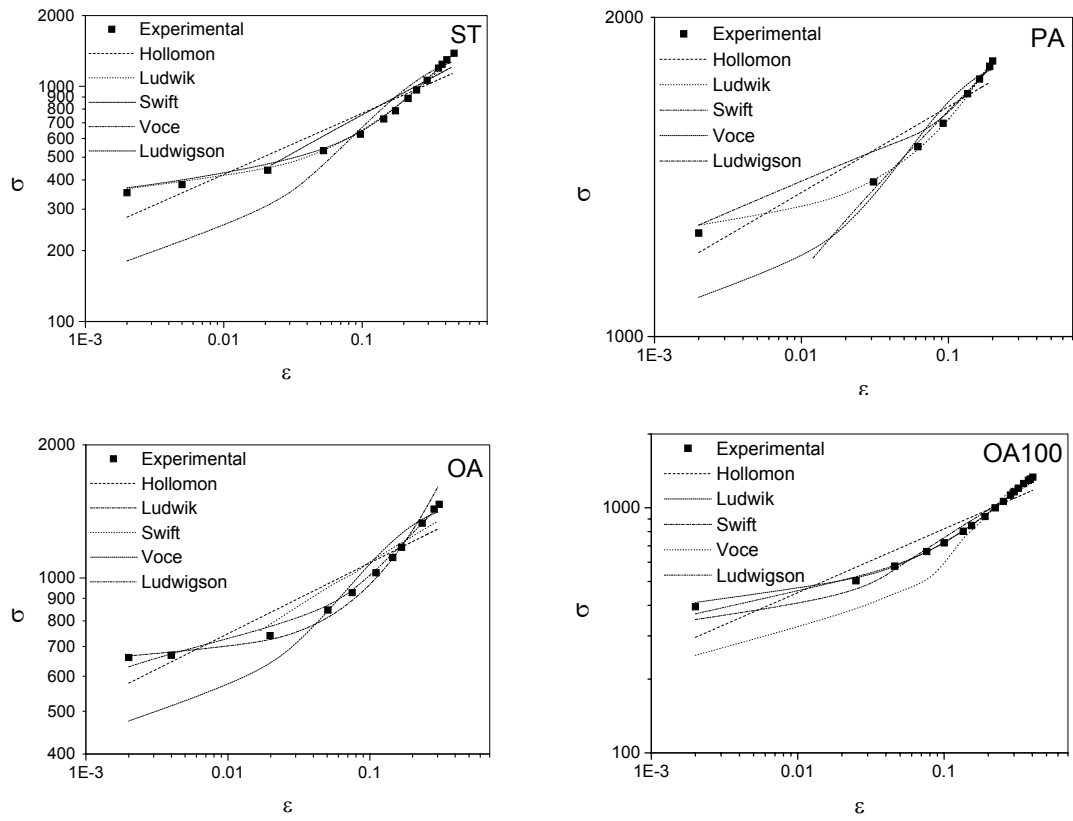 2000
1000
900
800
700
600
500
400
300
200
100
σ
ST
Experimental
Hollomon
Ludwik
Swift
Voce
Ludwigson
1E-3 0.01 0.1
ε
2000
1000
σ
PA
Experimental
Hollomon
Ludwik
Swift
Voce
Ludwigson
1E-3 0.01 0.1
ε
2000
1000
900
800
700
600
500
400
σ
OA
Experimental
Hollomon
Ludwik
Swift
Voce
Ludwigson
1E-3 0.01 0.1
ε
1000
100
σ
OA100
Experimental
Hollomon
Ludwik
Swift
Voce
Ludwigson
1E-3 0.01 0.1
ε